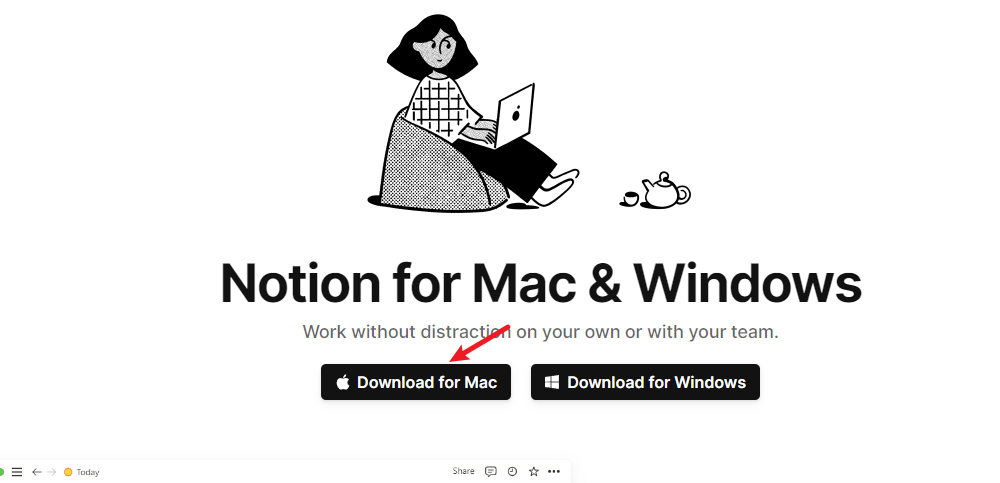 Notion for Mac & Windows
Work without distraction on your own or with your team.
Download for Mac Download for Windows
Today Share